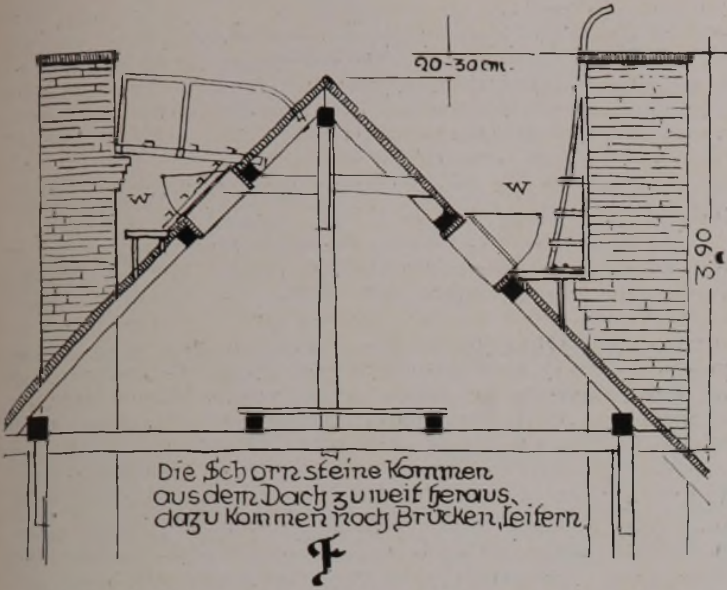 20-30 cm.
W
W
3.90
Die Schornsteine kommen
aus dem Dach zu weit heraus,
dazu kommen noch Brücken, Leitern.
F